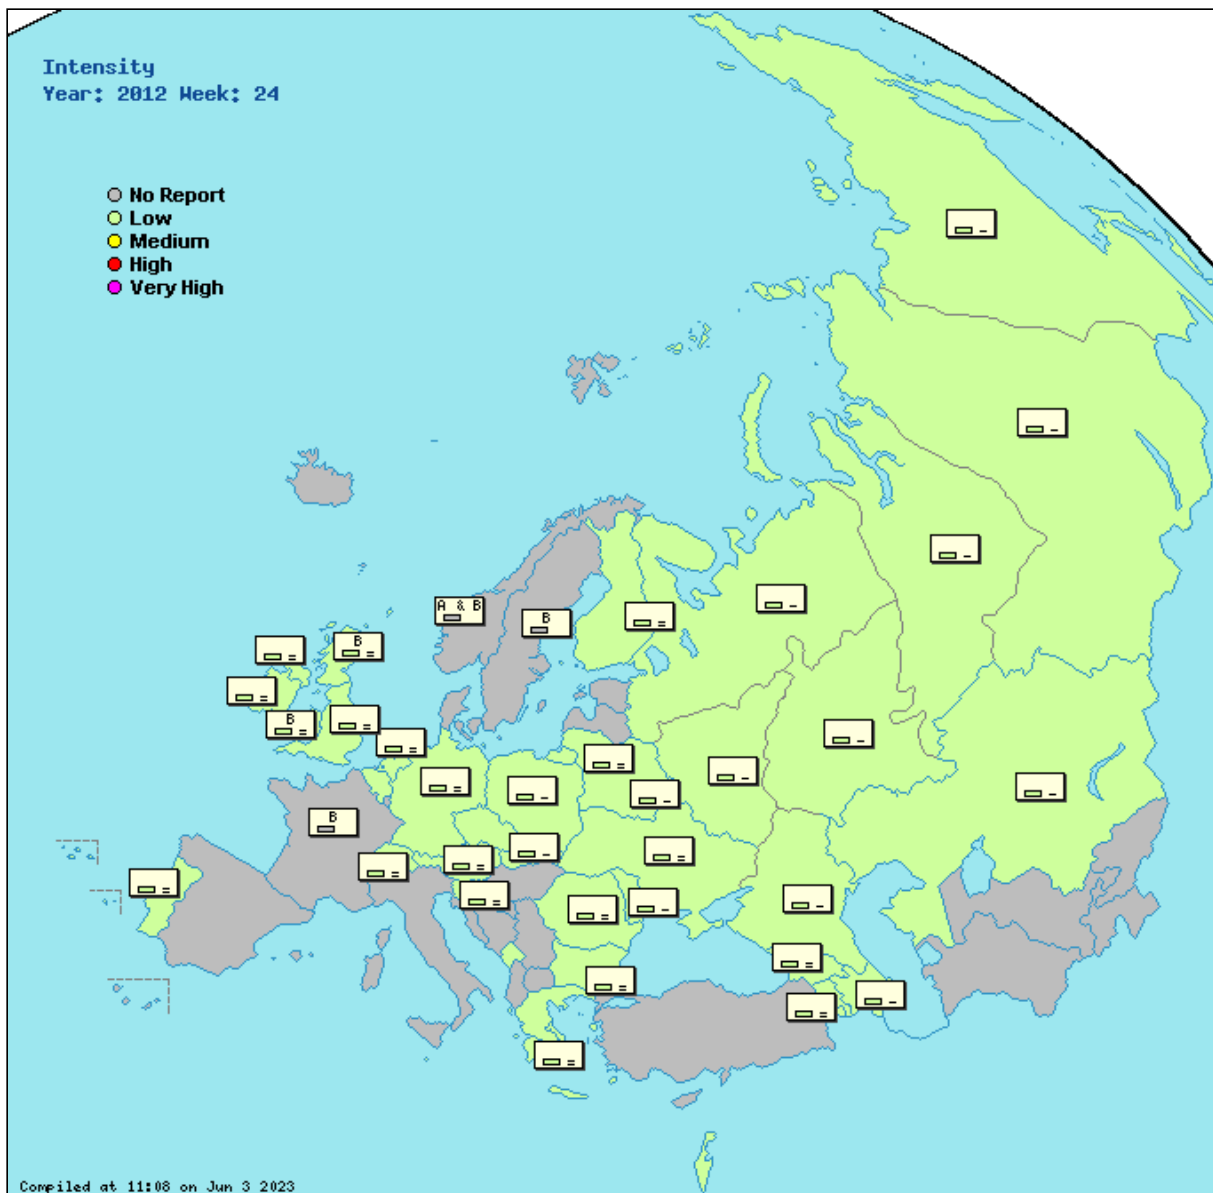 Intensity
Year: 2012 Week: 24
No Report
Low
Medium
High
Very High
A & B
B
B
B
B
Compiled at 11:08 on Jun 3 2023